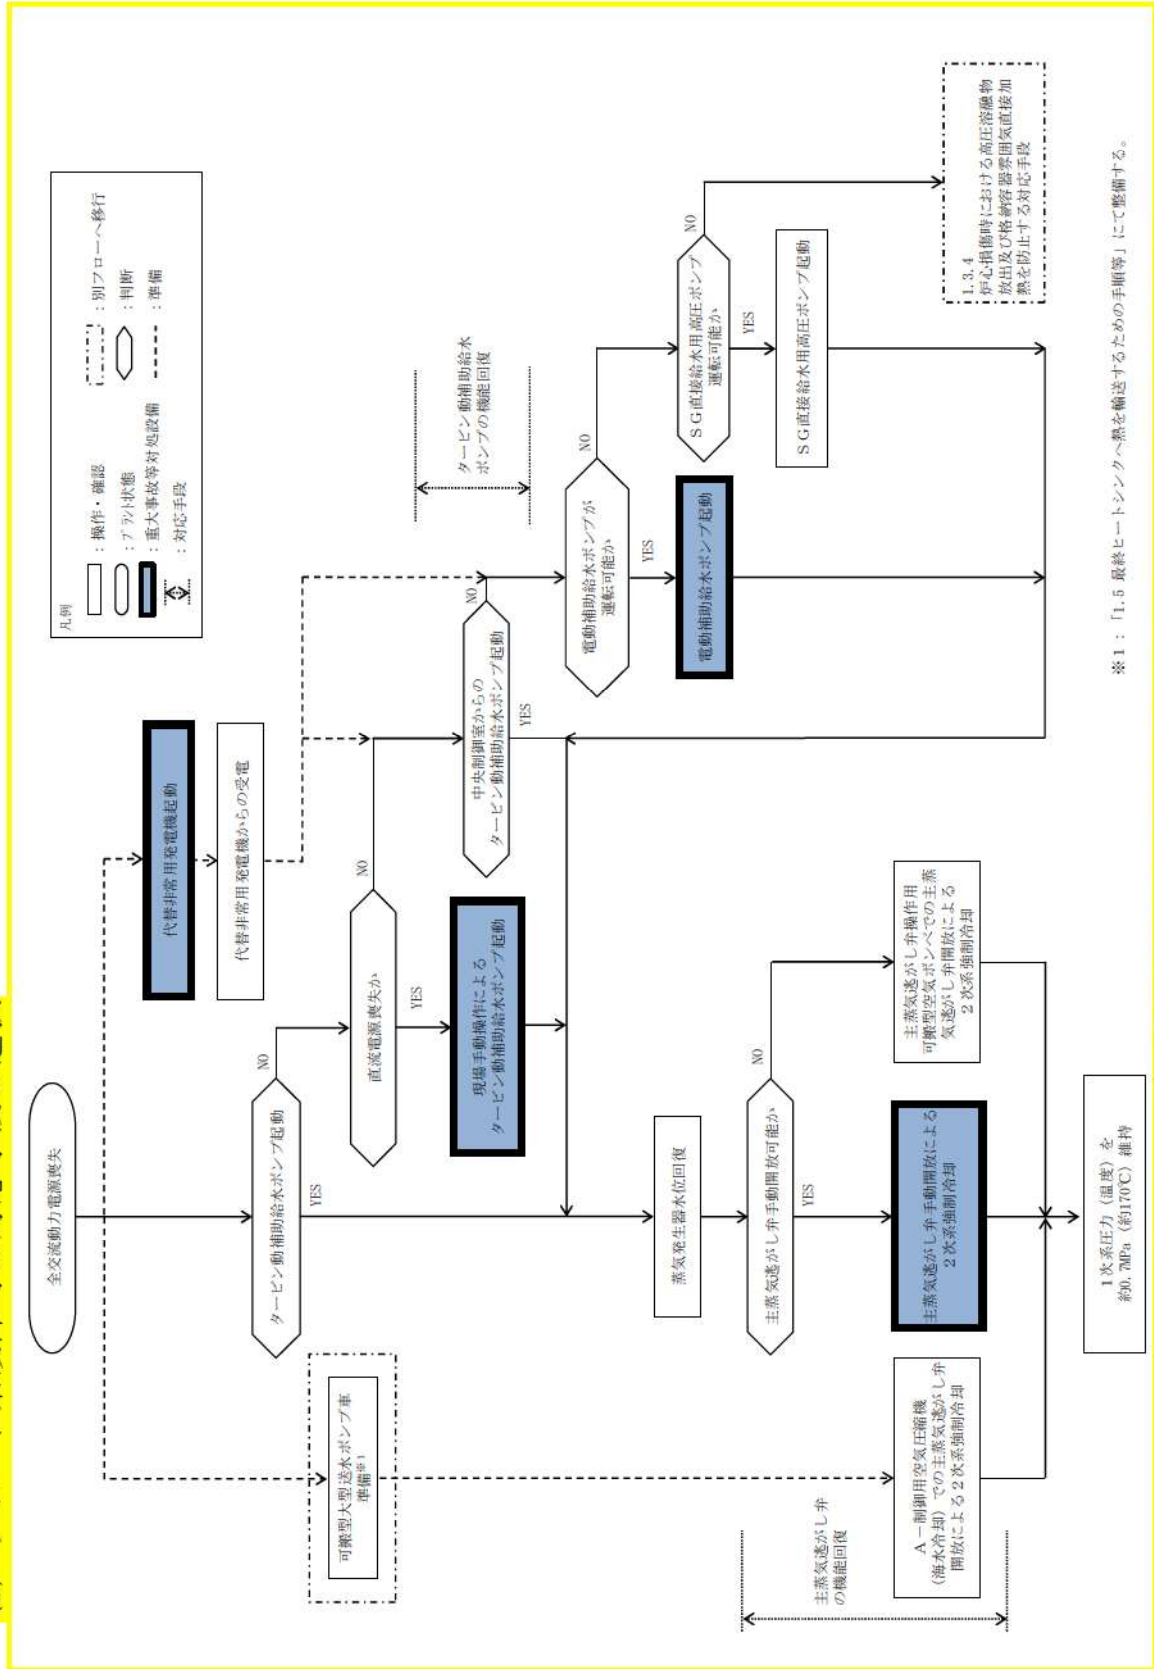 全交流動力電源喪失
凡例
：操作・確認
：プラント状態
：重大事故等対処設備
：対応手段
：別フローへ移行
：判断
：準備
代替非常用発電機起動
代替非常用発電機からの受電
タービン動補助給水ポンプ起動
NO
YES
直流電源喪失か
NO
YES
現場手動操作による
タービン動補助給水ポンプ起動
中央制御室からの
タービン動補助給水ポンプ起動
NO
YES
タービン動補助給水
ポンプの機能回復
電動補助給水ポンプが
運転可能か
NO
YES
電動補助給水ポンプ起動
ＳＧ直接給水用高圧ポンプ
運転可能か
NO
YES
ＳＧ直接給水用高圧ポンプ起動
1.3.4
炉心損傷時における高圧溶融物
放出及び格納容器雰囲気直接加
熱を防止する対応手段
可搬型大型送水ポンプ車
準備※1
蒸気発生器水位回復
主蒸気逃がし弁手動開放可能か
NO
YES
主蒸気逃がし弁
の機能回復
Ａ－制御用空気圧縮機
（海水冷却）での主蒸気逃がし弁
開放による２次系強制冷却
主蒸気逃がし弁手動開放による
２次系強制冷却
主蒸気逃がし弁操作用
可搬型空気ボンベでの主蒸
気逃がし弁開放による
２次系強制冷却
１次系圧力（温度）を
約0.7MPa（約170℃）維持
※１：「1.5 最終ヒートシンクへ熱を輸送するための手順等」にて整備する。